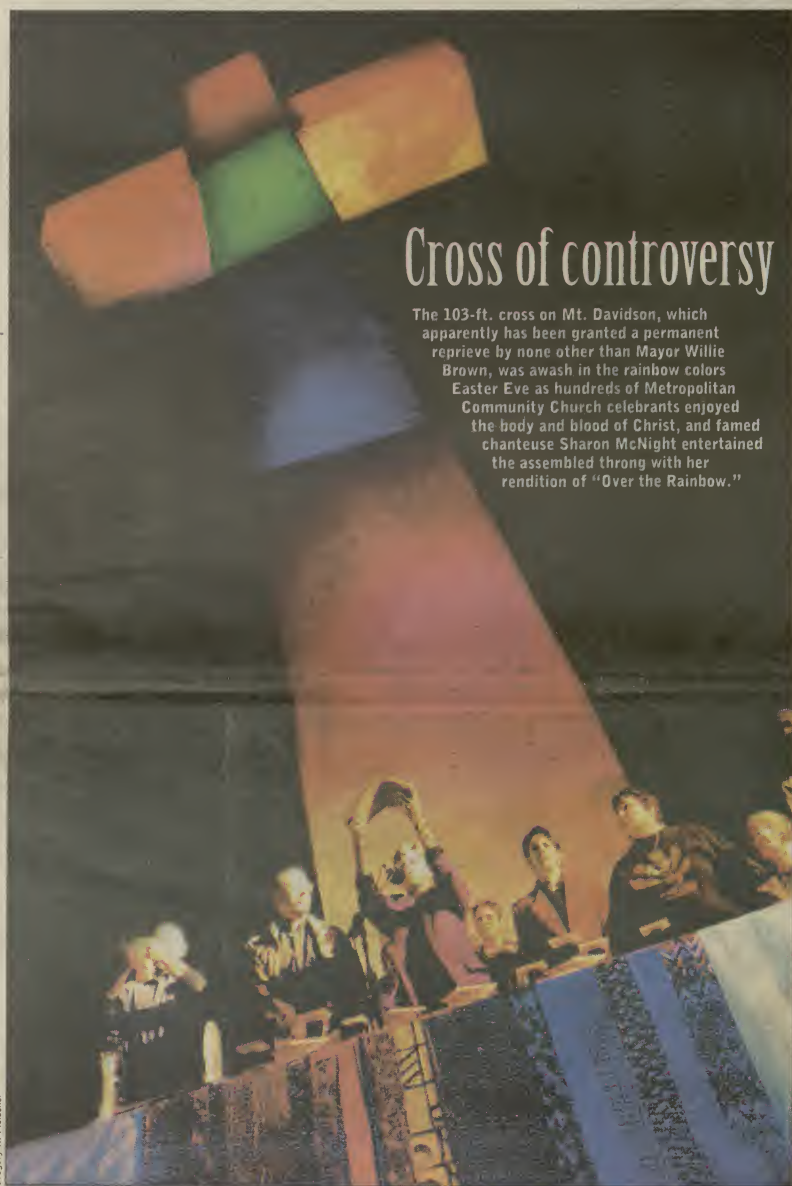 Cross of controversy
The 103-ft. cross on Mt. Davidson, which
apparently has been granted a permanent
reprieve by none other than Mayor Willie
Brown, was awash in the rainbow colors
Easter Eve as hundreds of Metropolitan
Community Church celebrants enjoyed
the body and blood of Christ, and famed
chanteuse Sharon McNight entertained
the assembled throng with her
rendition of “Over the Rainbow.”